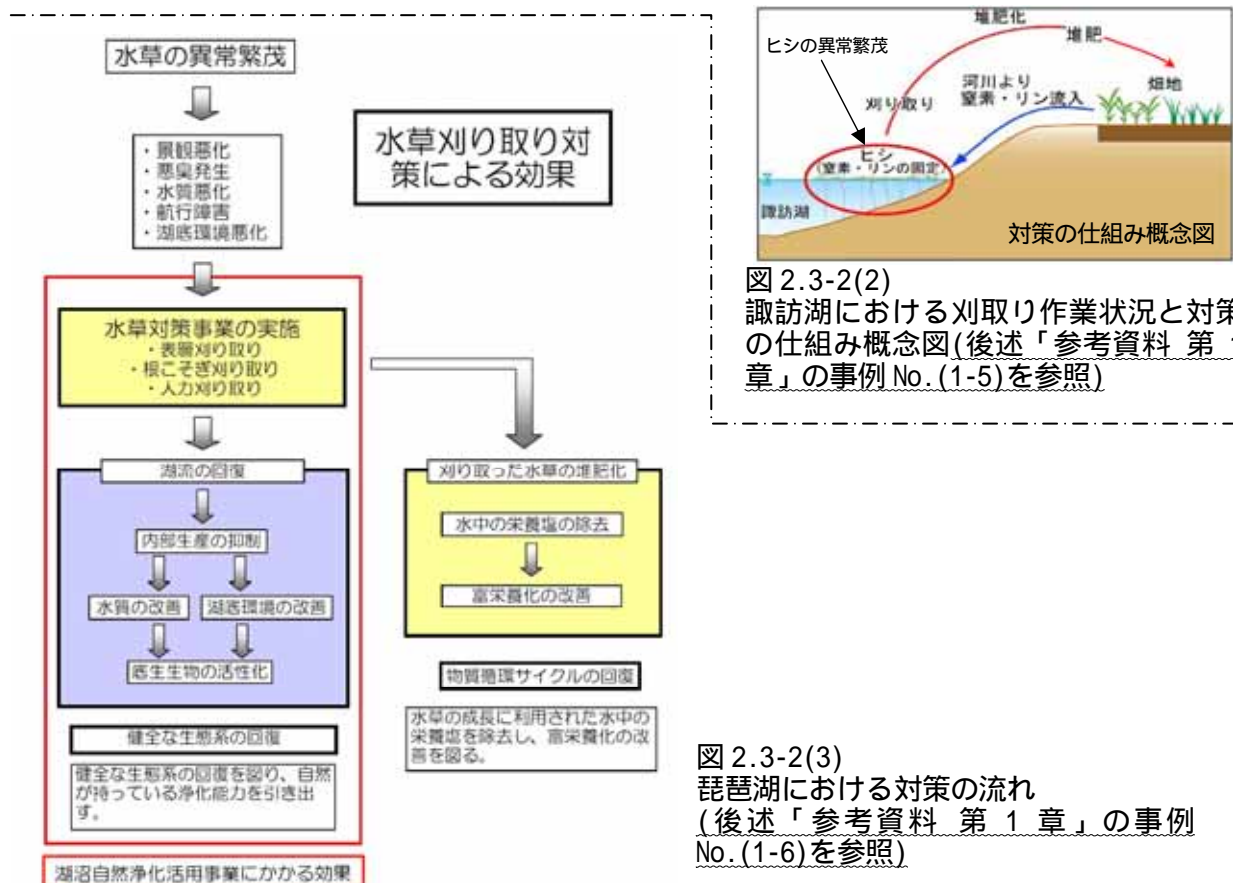 水草の異常繁茂
・景観悪化
・悪臭発生
・水質悪化
・航行障害
・湖底環境悪化
水草刈り取り対
策による効果
水草対策事業の実施
・表層刈り取り
・根こそぎ刈り取り
・人力刈り取り
湖流の回復
内部生産の抑制
水質の改善
湖底環境の改善
底生生物の活性化
健全な生態系の回復
健全な生態系の回復を図り、自然
が持っている浄化能力を引き出
す。
湖沼自然浄化活用事業にかかる効果
刈り取った水草の堆肥化
水中の栄養塩の除去
富栄養化の改善
物質循環サイクルの回復
水草の成長に利用された水中の
栄養塩を除去し、富栄養化の改
善を図る。
堆肥化
堆肥
ヒシの異常繁茂
刈り取り
河川より
窒素・リン流入
畑地
ヒシ
(窒素・リンの固定)
諏訪湖
対策の仕組み概念図
図 2.3-2(2)
諏訪湖における刈取り作業状況と対策
の仕組み概念図(後述「参考資料 第
章」の事例 No.(1-5)を参照)
図 2.3-2(3)
琵琶湖における対策の流れ
(後述「参考資料 第 1 章」の事例
No.(1-6)を参照)